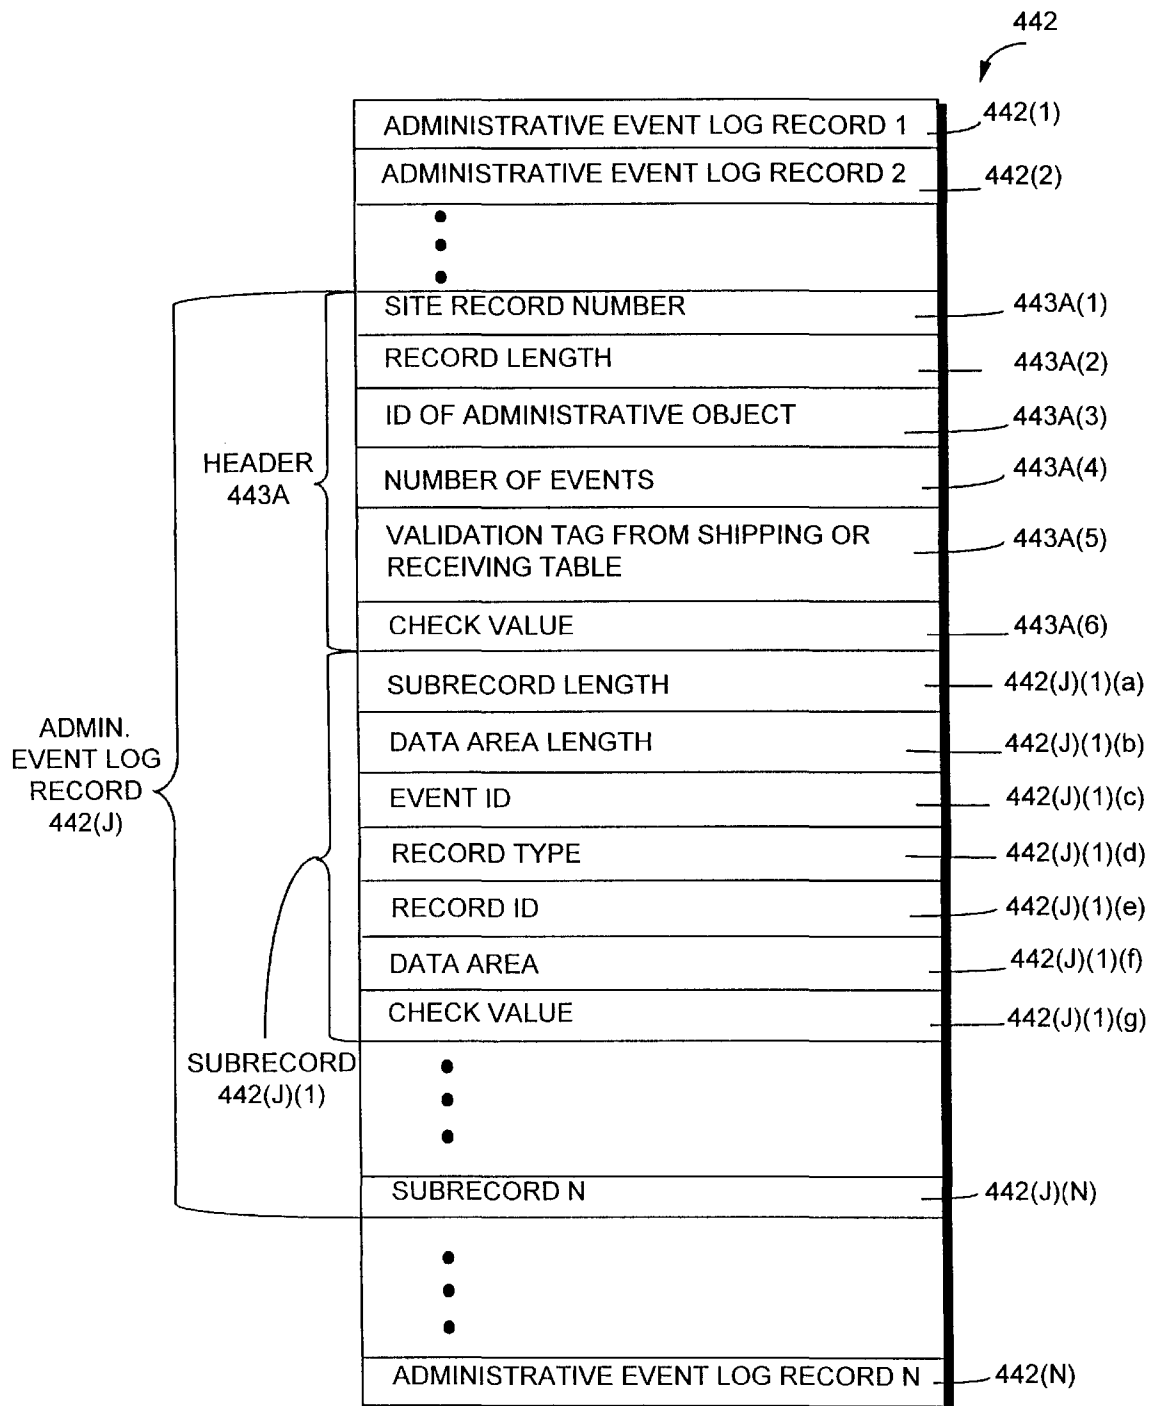 442
ADMINISTRATIVE EVENT LOG RECORD 1
442(1)
ADMINISTRATIVE EVENT LOG RECORD 2
442(2)
SITE RECORD NUMBER
443A(1)
RECORD LENGTH
443A(2)
ID OF ADMINISTRATIVE OBJECT
443A(3)
HEADER
443A
NUMBER OF EVENTS
443A(4)
VALIDATION TAG FROM SHIPPING OR
RECEIVING TABLE
443A(5)
CHECK VALUE
443A(6)
SUBRECORD LENGTH
442(J)(1)(a)
ADMIN.
EVENT LOG
RECORD
442(J)
DATA AREA LENGTH
442(J)(1)(b)
EVENT ID
442(J)(1)(c)
RECORD TYPE
442(J)(1)(d)
RECORD ID
442(J)(1)(e)
DATA AREA
442(J)(1)(f)
CHECK VALUE
442(J)(1)(g)
SUBRECORD
442(J)(1)
SUBRECORD N
442(J)(N)
ADMINISTRATIVE EVENT LOG RECORD N
442(N)